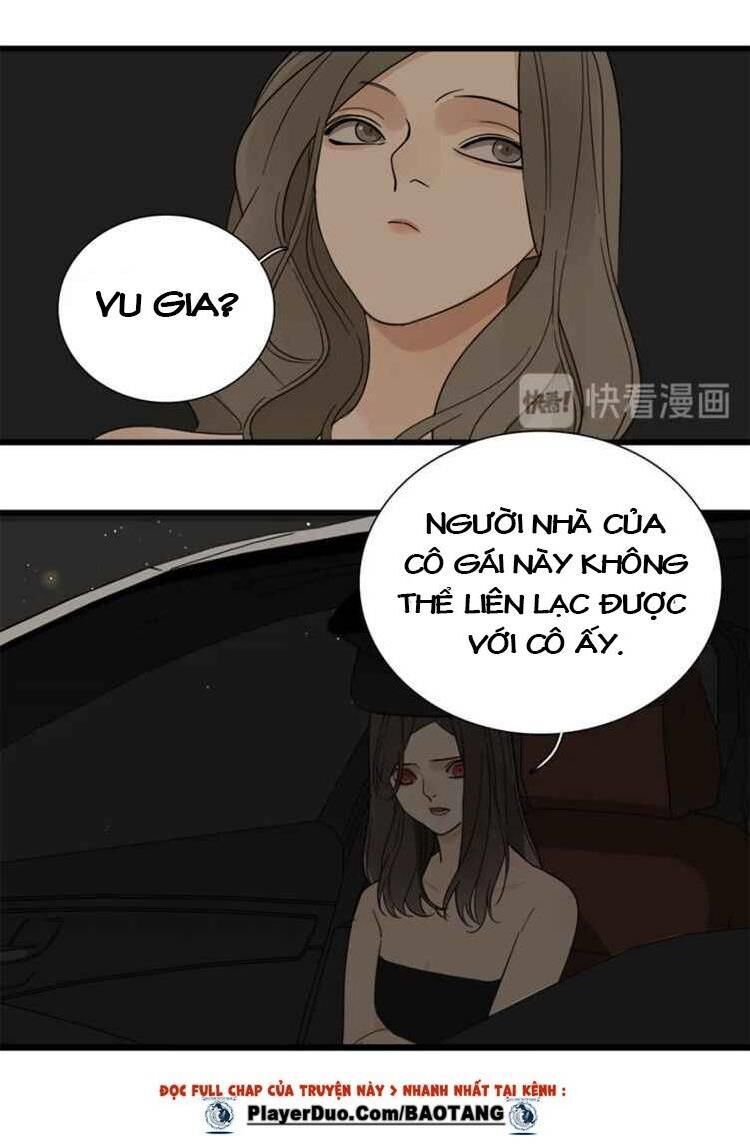 VU GIA?
快看! 快看漫画
NGƯỜI NHÀ CỦA
CÔ GÁI NÀY KHÔNG
THỂ LIÊN LẠC ĐƯỢC
VỚI CÔ ẤY.
ĐỌC FULL CHAP CỦA TRUYỆN NÀY > NHANH NHẤT TẠI KÊNH :
PlayerDuo.Com/BAOTANG